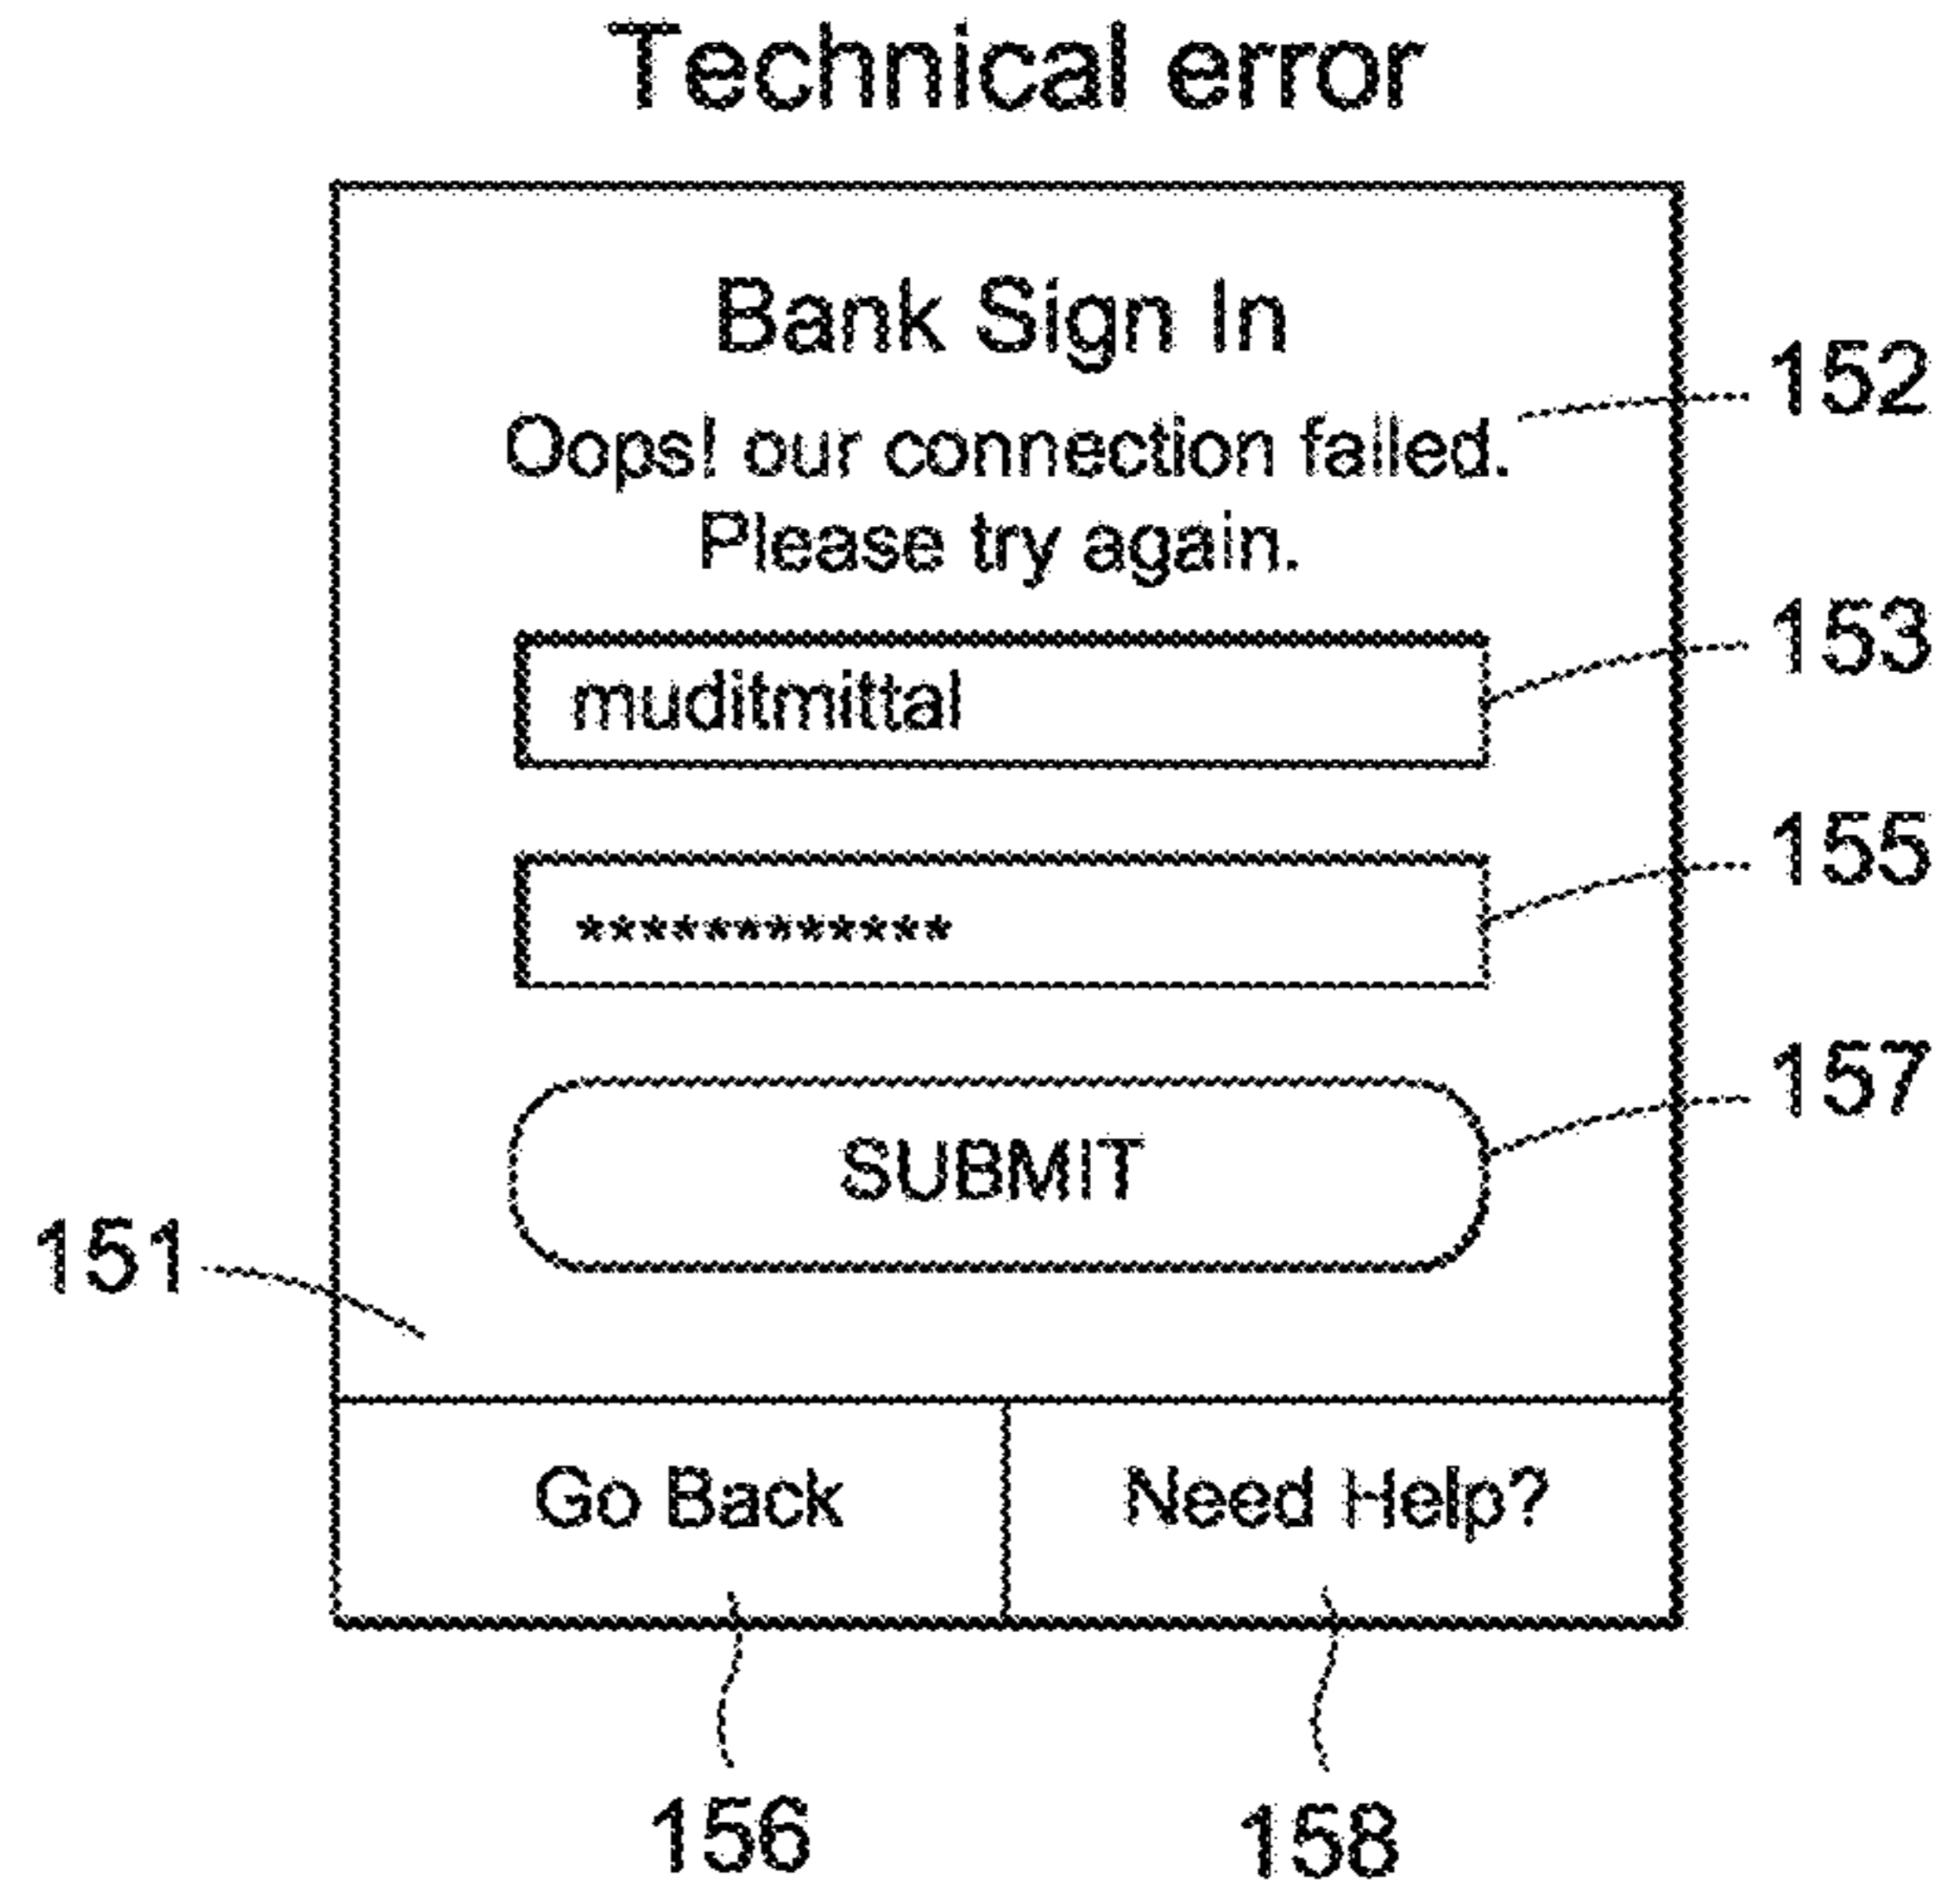 Technical error
Bank Sign In
152
Oops! our connection failed.
Please try again.
153
muditmittal
155
************
157
SUBMIT
151
Go Back
Need Help?
156
158